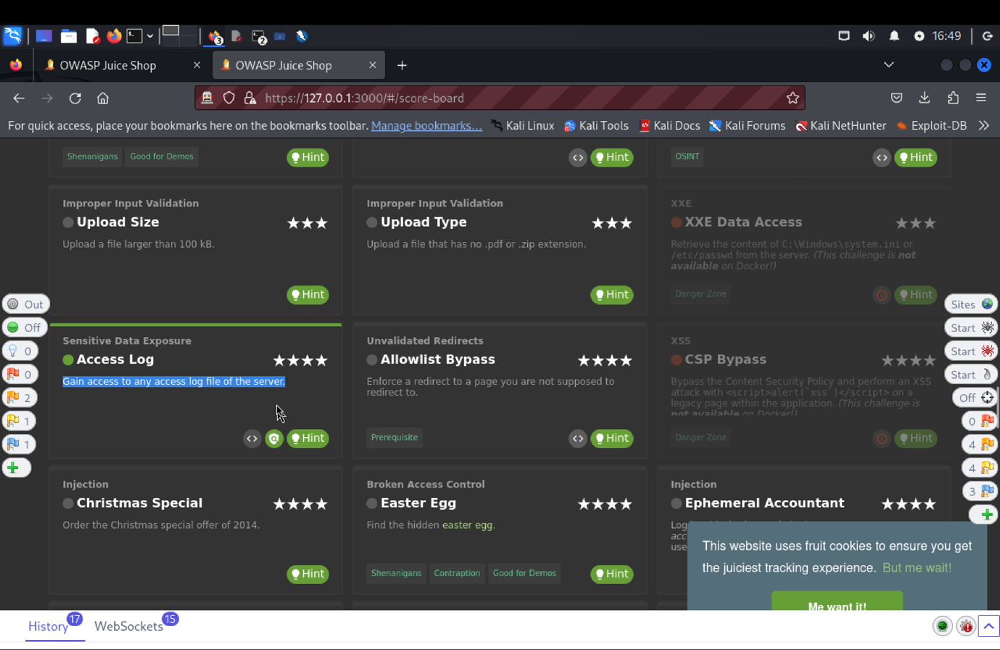 3
2
16:49
OWASP Juice Shop
OWASP Juice Shop
https://127.0.0.1:3000/#/score-board
For quick access, place your bookmarks here on the bookmarks toolbar. Manage bookmarks...
Kali Linux
Kali Tools
Kali Docs
Kali Forums
Kali NetHunter
Exploit-DB
Shenanigans
Good for Demos
Hint
<> Hint
OSINT
<> Hint
Improper Input Validation
Upload Size
Upload a file larger than 100 kB.
Hint
Improper Input Validation
Upload Type
Upload a file that has no .pdf or .zip extension.
Hint
XXE
XXE Data Access
Retrieve the content of C:\Windows\system.ini or
/etc/passwd from the server. (This challenge is not
available on Docker!)
Danger Zone
Hint
Sensitive Data Exposure
Access Log
Gain access to any access log file of the server.
<> Hint
Unvalidated Redirects
Allowlist Bypass
Enforce a redirect to a page you are not supposed to
redirect to.
Prerequisite
<> Hint
XSS
CSP Bypass
Bypass the Content Security Policy and perform an XSS
attack with <script>alert(`xss`)</script> on a
legacy page within the application. (This challenge is
not available on Docker!)
Danger Zone
Hint
Injection
Christmas Special
Order the Christmas special offer of 2014.
Hint
Broken Access Control
Easter Egg
Find the hidden easter egg.
Shenanigans
Contraption
Good for Demos
Hint
Injection
Ephemeral Accountant
Log
acc
use
Out
Off
0
0
2
1
1
Sites
Start
Start
Start
Off
0
4
4
3
This website uses fruit cookies to ensure you get
the juiciest tracking experience. But me wait!
Me want it!
History 17
WebSockets 15